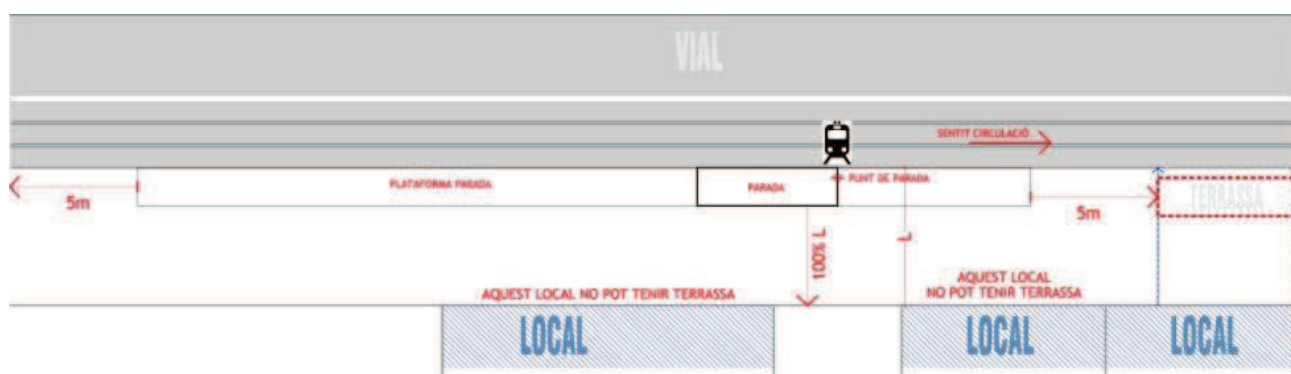 VIAL
SENTIT CIRCULACIÓ
PLATAFORMA PARADA
PARADA
PUNT DE PARADA
5m
5m
TERRASSA
100% L
L
AQUEST LOCAL NO POT TENIR TERRASSA
AQUEST LOCAL
NO POT TENIR TERRASSA
LOCAL
LOCAL
LOCAL